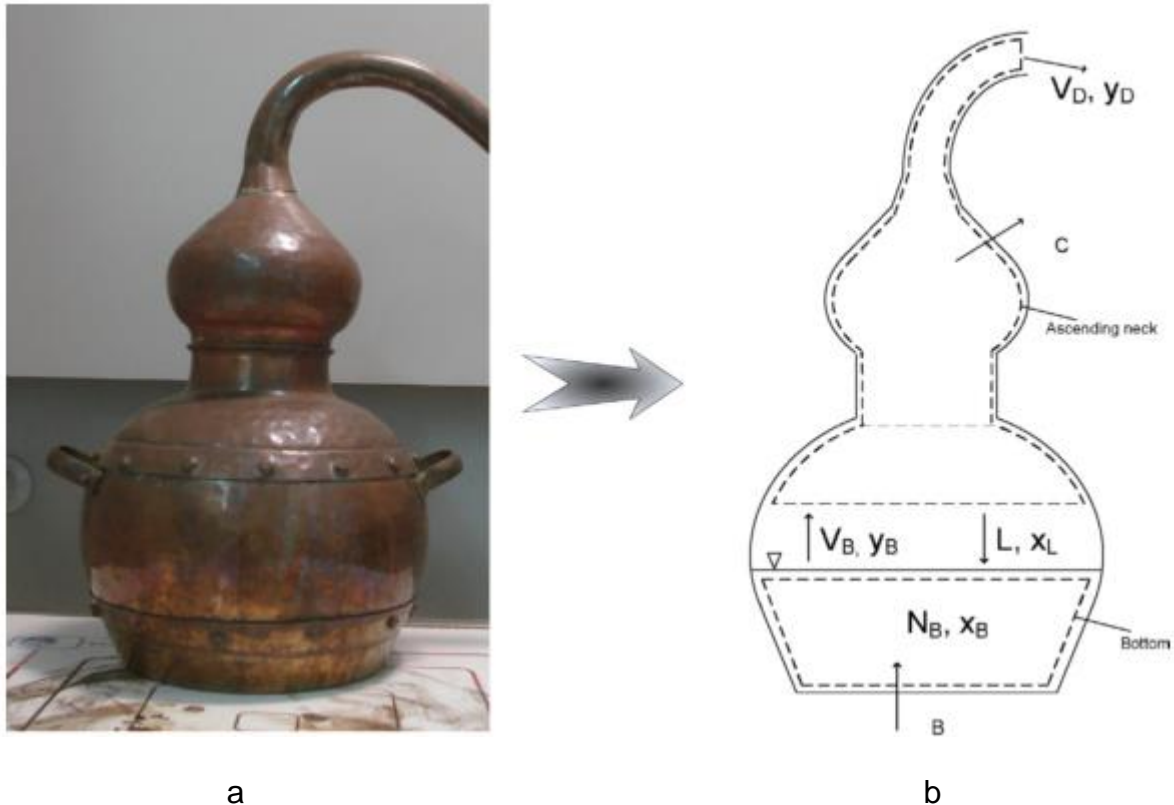 V_D, y_D
C
Ascending neck
V_B, y_B
L, x_L
N_B, x_B
Bottom
B
a
b